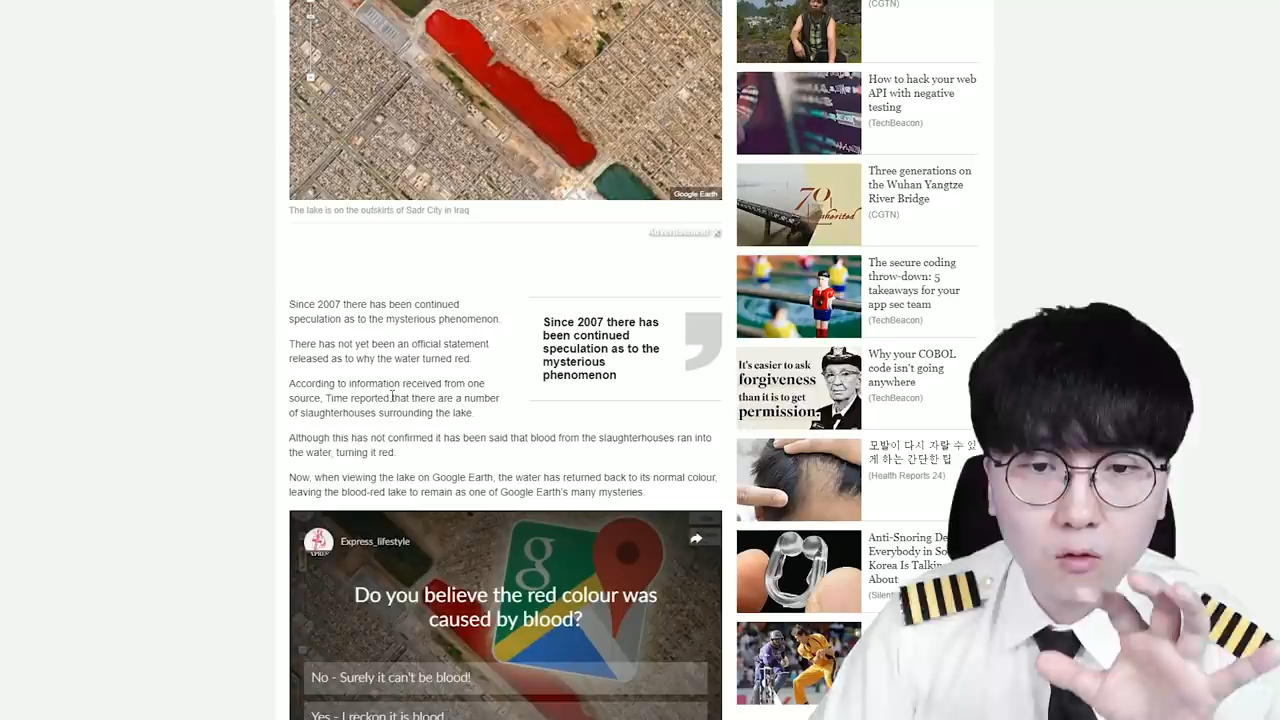 Google Earth
The lake is on the outskirts of Sadr City in Iraq
Advertisement
Since 2007 there has been continued
speculation as to the mysterious phenomenon.
There has not yet been an official statement
released as to why the water turned red.
According to information received from one
source, Time reported that there are a number
of slaughterhouses surrounding the lake.
Since 2007 there has
been continued
speculation as to the
mysterious
phenomenon
Although this has not confirmed it has been said that blood from the slaughterhouses ran into
the water, turning it red.
Now, when viewing the lake on Google Earth, the water has returned back to its normal colour,
leaving the blood-red lake to remain as one of Google Earth's many mysteries.
Express_lifestyle
Do you believe the red colour was
caused by blood?
No - Surely it can't be blood!
Yes - I reckon it is blood
(CGTN)
How to hack your web
API with negative
testing
(TechBeacon)
70
Inherited
Three generations on
the Wuhan Yangtze
River Bridge
(CGTN)
The secure coding
throw-down: 5
takeaways for your
app sec team
(TechBeacon)
It's easier to ask
forgiveness
than it is to get
permission.
Why your COBOL
code isn't going
anywhere
(TechBeacon)
모발이 다시 자랄 수 있
게 하는 간단한 팁
(Health Reports 24)
Anti-Snoring De
Everybody in So
Korea Is Talkin
About
(Silent